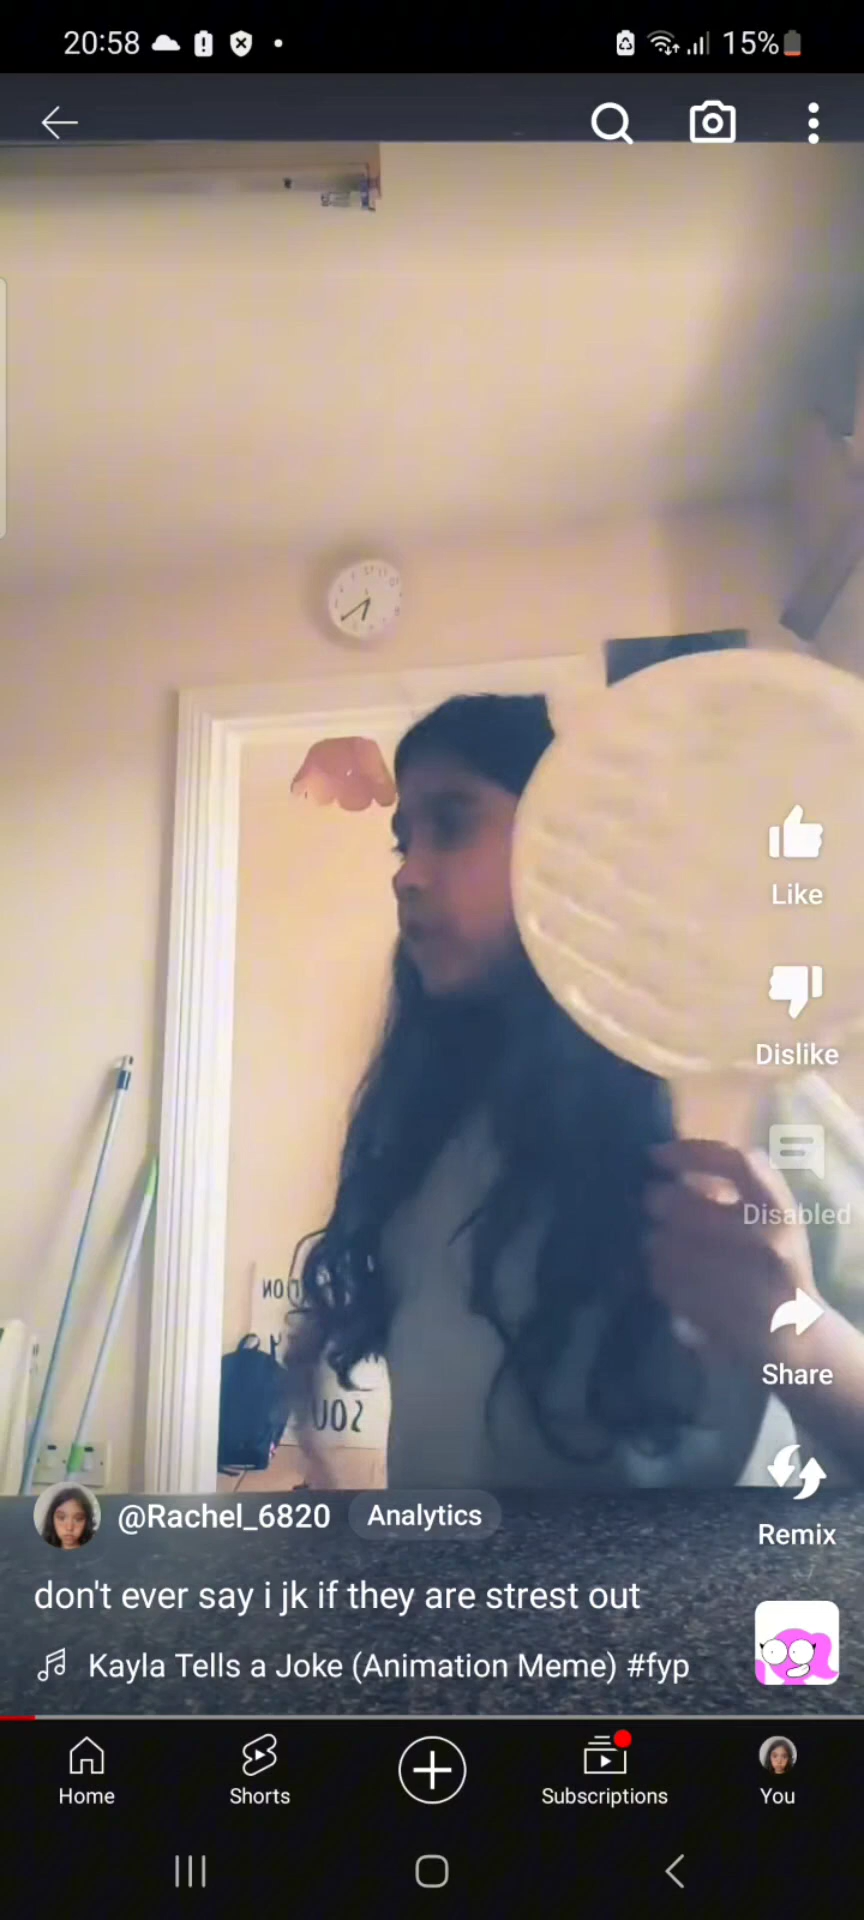 20:58
15%
Like
Dislike
Disabled
Share
Remix
@Rachel_6820 Analytics
don't ever say i jk if they are strest out
Kayla Tells a Joke (Animation Meme) #fyp
Home
Shorts
Subscriptions
You